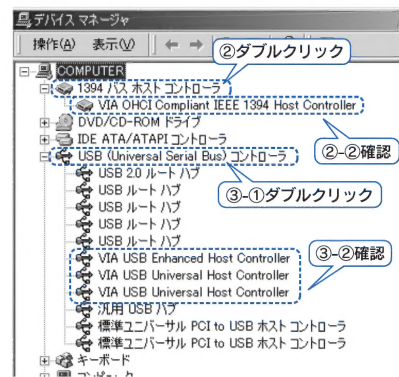 デバイス マネージャ
操作(A) 表示(V)
②ダブルクリック
COMPUTER
1394 バス ホスト コントローラ
VIA OHCI Compliant IEEE 1394 Host Controller
DVD/CD-ROM ドライブ
②-②確認
IDE ATA/ATAPI コントローラ
USB (Universal Serial Bus) コントローラ
USB 2.0 ルート ハブ
③-①ダブルクリック
USB ルート ハブ
USB ルート ハブ
USB ルート ハブ
USB ルート ハブ
VIA USB Enhanced Host Controller
③-②確認
VIA USB Universal Host Controller
VIA USB Universal Host Controller
汎用 USB ハブ
標準ユニバーサル PCI to USB ホスト コントローラ
標準ユニバーサル PCI to USB ホスト コントローラ
キーボード